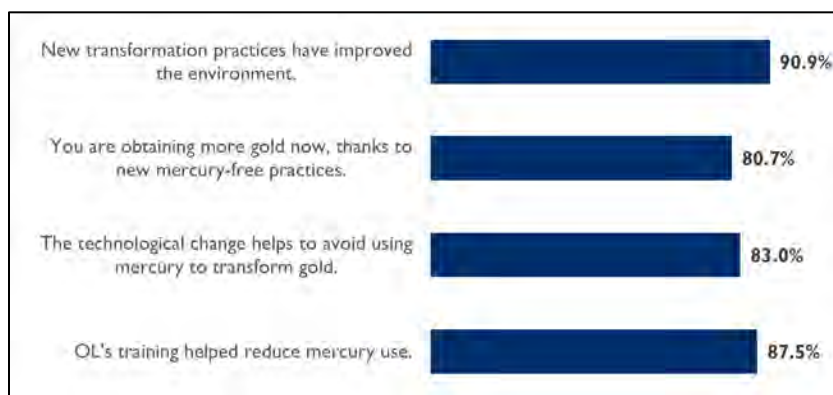 New transformation practices have improved
the environment.
90.9%
You are obtaining more gold now, thanks to
new mercury-free practices.
80.7%
The technological change helps to avoid using
mercury to transform gold.
83.0%
OL's training helped reduce mercury use.
87.5%